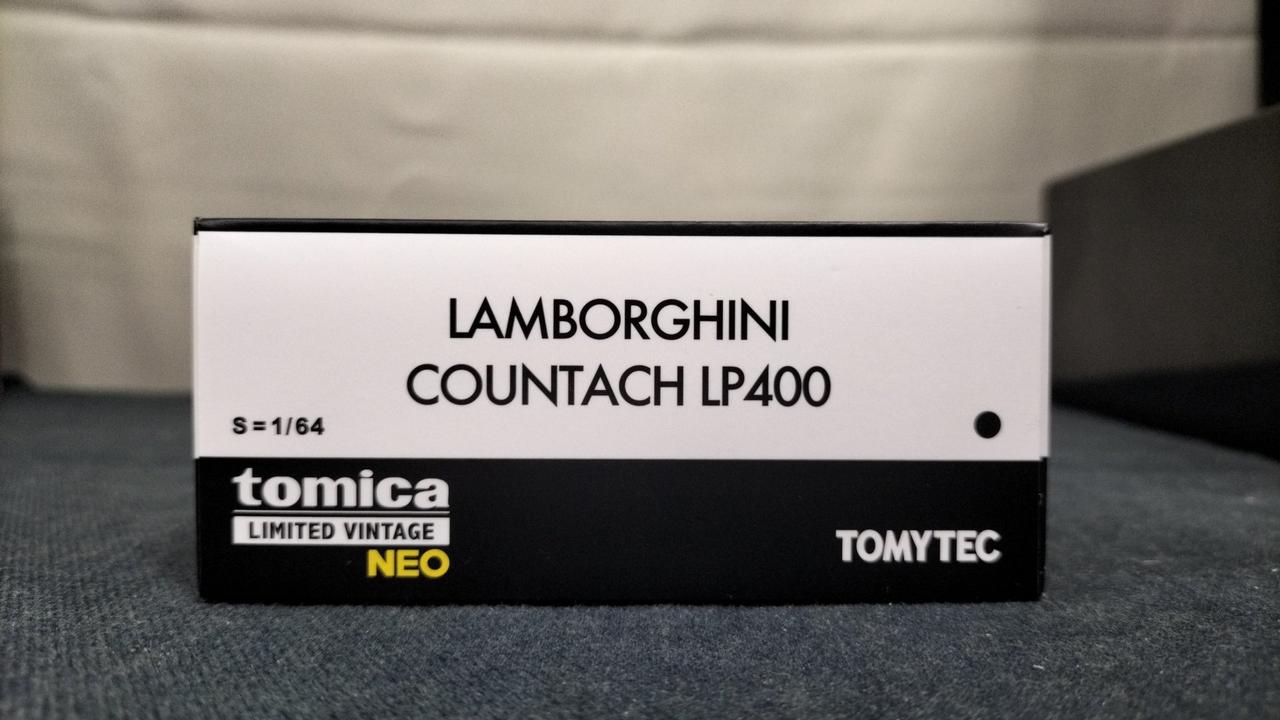 LAMBORGHINI
COUNTACH LP400
S=1/64
tomica
LIMITED VINTAGE
NEO
TOMYTEC